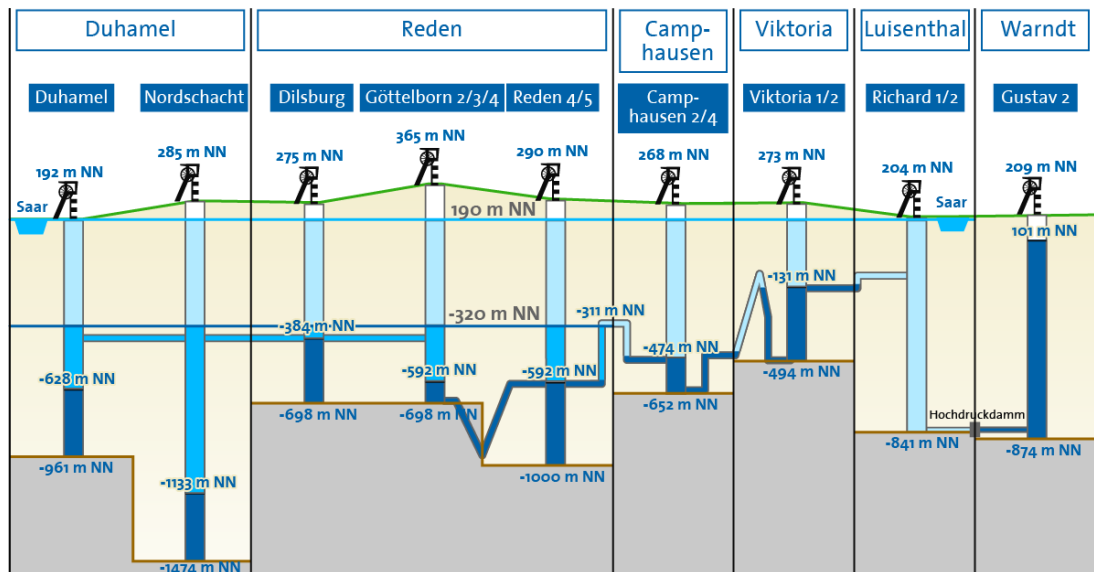 Duhamel
Reden
Camp-
hausen
Viktoria
Luisenthal
Warndt
Duhamel
Nordschacht
Dilsburg
Göttelborn 2/3/4
Reden 4/5
Camp-
hausen 2/4
Viktoria 1/2
Richard 1/2
Gustav 2
192 m NN
285 m NN
275 m NN
365 m NN
290 m NN
268 m NN
273 m NN
204 m NN
209 m NN
Saar
190 m NN
Saar
101 m NN
-131 m NN
-320 m NN
-311 m NN
-384 m NN
-474 m NN
-628 m NN
-592 m NN
-592 m NN
-494 m NN
-652 m NN
-698 m NN
-698 m NN
Hochdruckdamm
-841 m NN
-874 m NN
-961 m NN
-1000 m NN
-1133 m NN
-1474 m NN